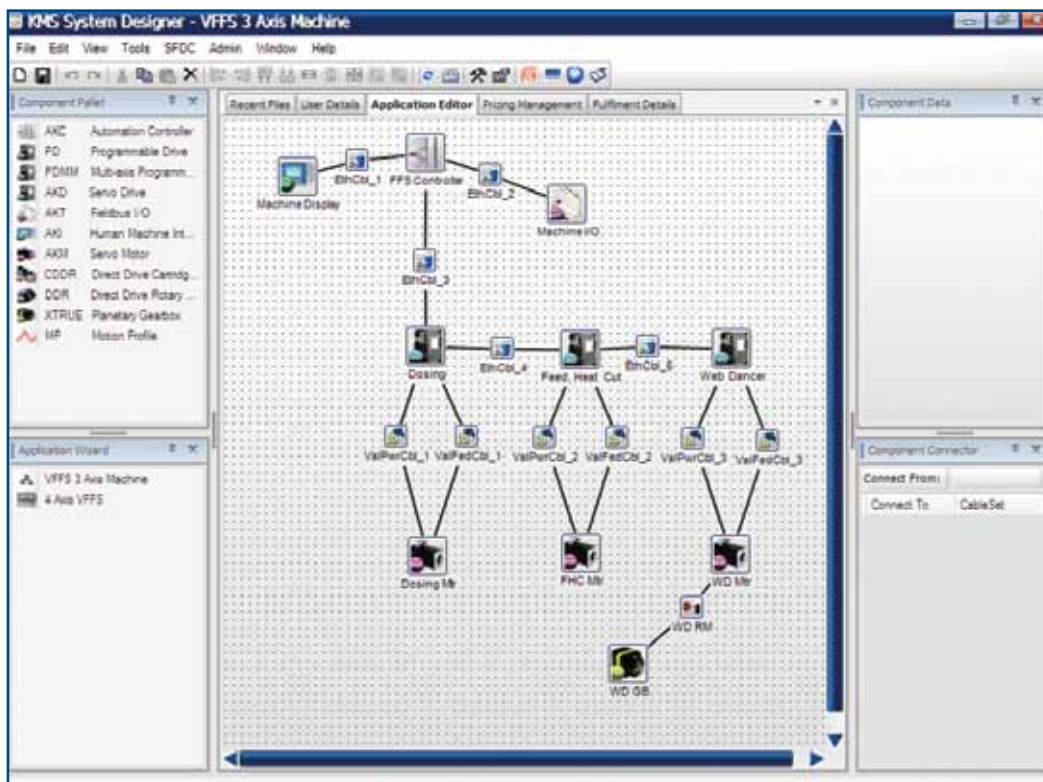 KMS System Designer - VFFS 3 Axis Machine
File Edit View Tools SFDC Admin Window Help
Component Pallet
AKC Automation Controller
PD Programmable Drive
PDMM Multi-axis Programm...
AKD Servo Drive
AKT Fieldbus I/O
AKI Human Machine Int...
AKM Servo Motor
CDDR Direct Drive Cartridg...
DDR Direct Drive Rotary ...
XTRUE Planetary Gearbox
MP Motion Profile
Application Wizard
VFFS 3 Axis Machine
4 Axis VFFS
Recent Files User Details Application Editor Pricing Management Fulfilment Details
EthCbl_1 FFS Controller
EthCbl_2
Machine Display
Machine I/O
EthCbl_3
Dosing EthCbl_4 Feed, Heat, Cut EthCbl_5 Web Dancer
ValPwrCbl_1 ValFedCbl_1 ValPwrCbl_2 ValFedCbl_2 ValPwrCbl_3 ValFedCbl_3
Dosing Mtr FHC Mtr WD Mtr
WD RM
WD GB
Component Data
Component Connector
Connect From:
Connect To CableSet